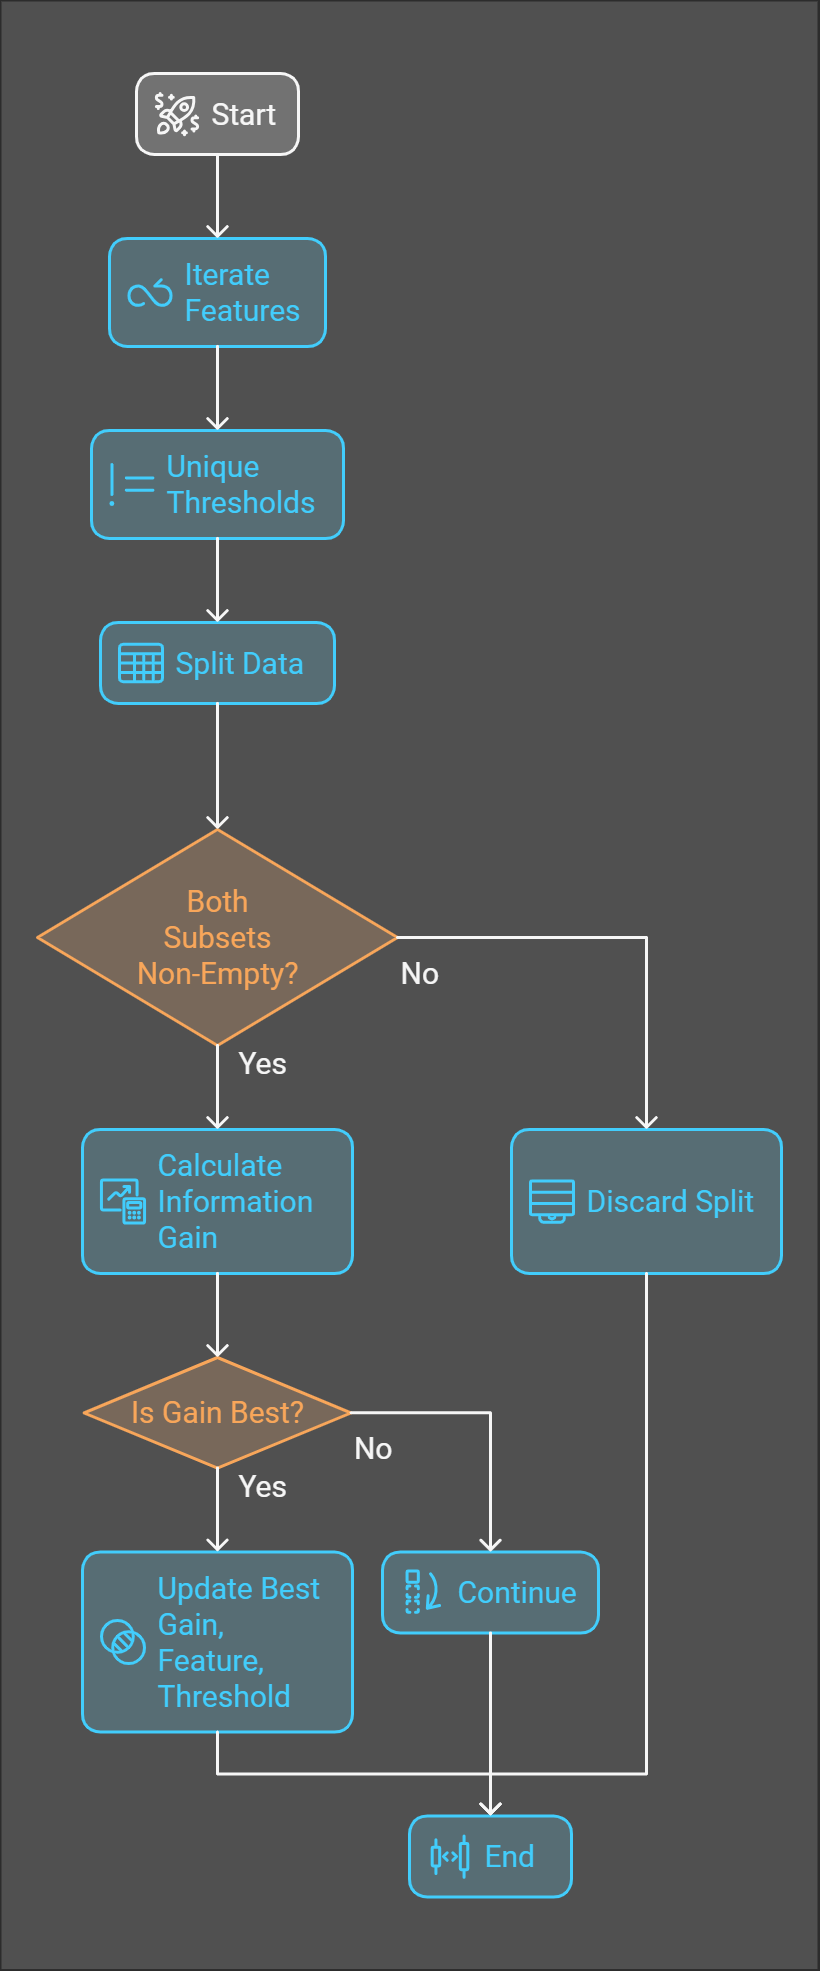 Start
Iterate
Features
Unique
Thresholds
Split Data
Both
Subsets
Non-Empty?
No
Yes
Calculate
Information
Gain
Discard Split
Is Gain Best?
No
Yes
Update Best
Gain,
Feature,
Threshold
Continue
End